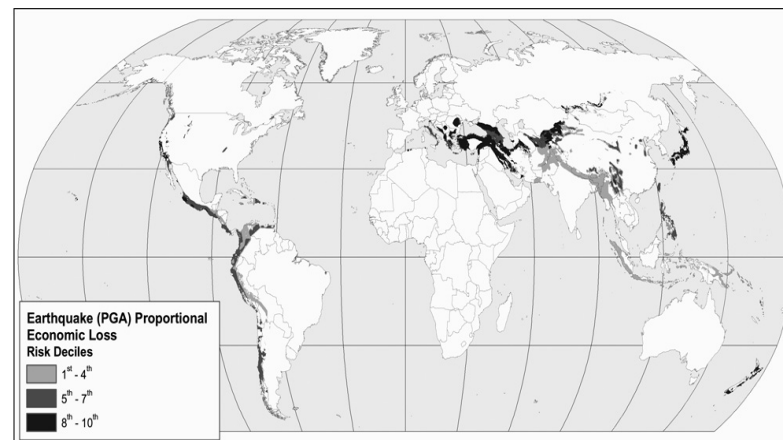 Earthquake (PGA) Proportional
Economic Loss
Risk Deciles
1st - 4th
5th - 7th
8th - 10th